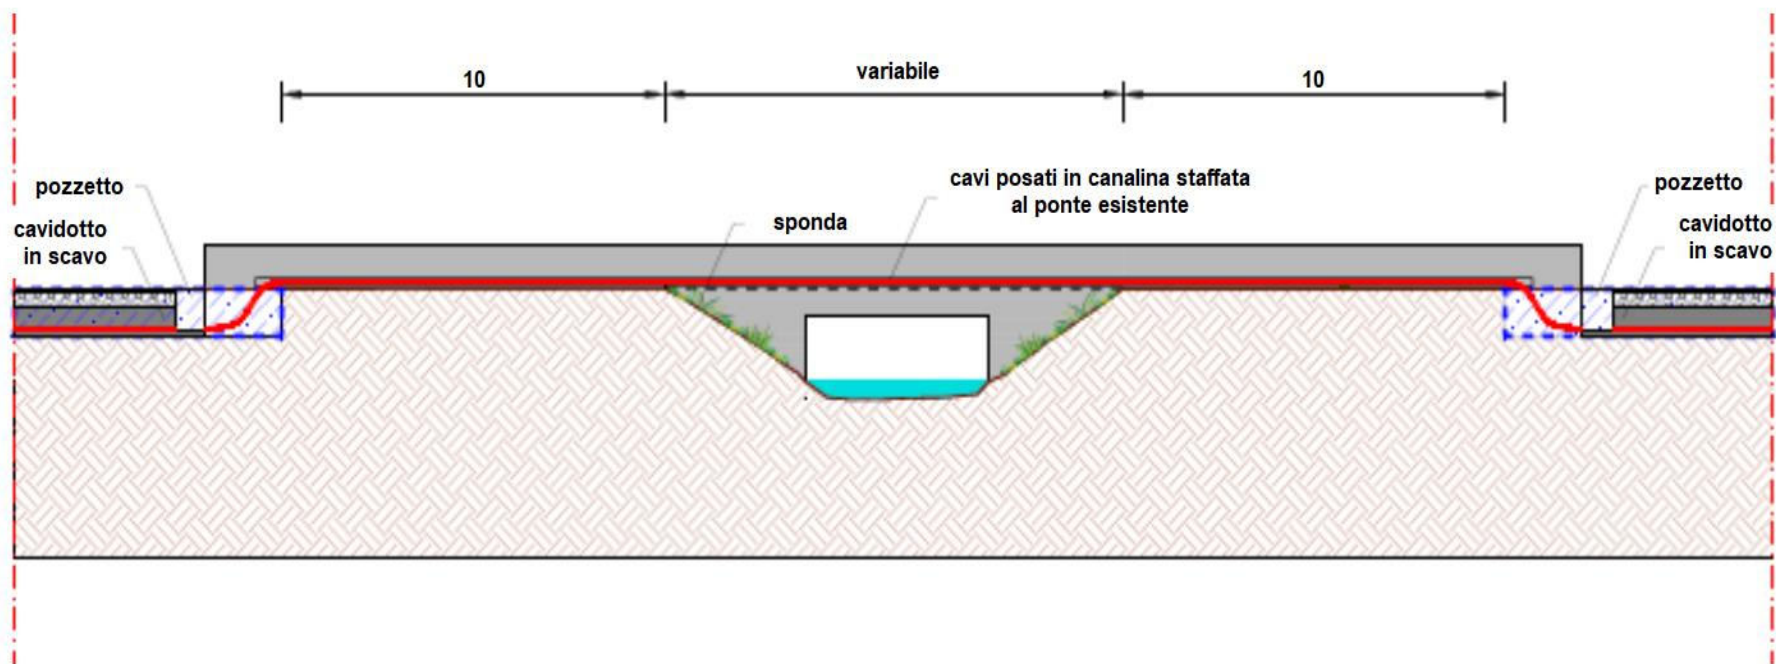 10
variabile
10
pozzetto
cavidotto
in scavo
sponda
cavi posati in canalina staffata
al ponte esistente
pozzetto
cavidotto
in scavo